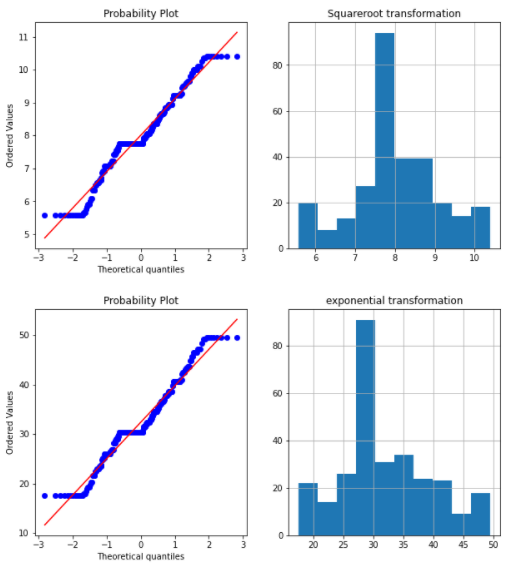 Probability Plot
Squareroot transformation
Ordered Values
11
10
9
8
7
6
5
−3 −2 −1 0 1 2 3
Theoretical quantiles
80
60
40
20
0
6 7 8 9 10
Probability Plot
exponential transformation
Ordered Values
50
40
30
20
10
−3 −2 −1 0 1 2 3
Theoretical quantiles
80
60
40
20
0
20 25 30 35 40 45 50